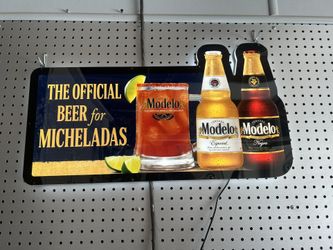 THE OFFICIAL
BEER for
MICHELADAS
Modelo
Modelo
Especial
Modelo
Negra